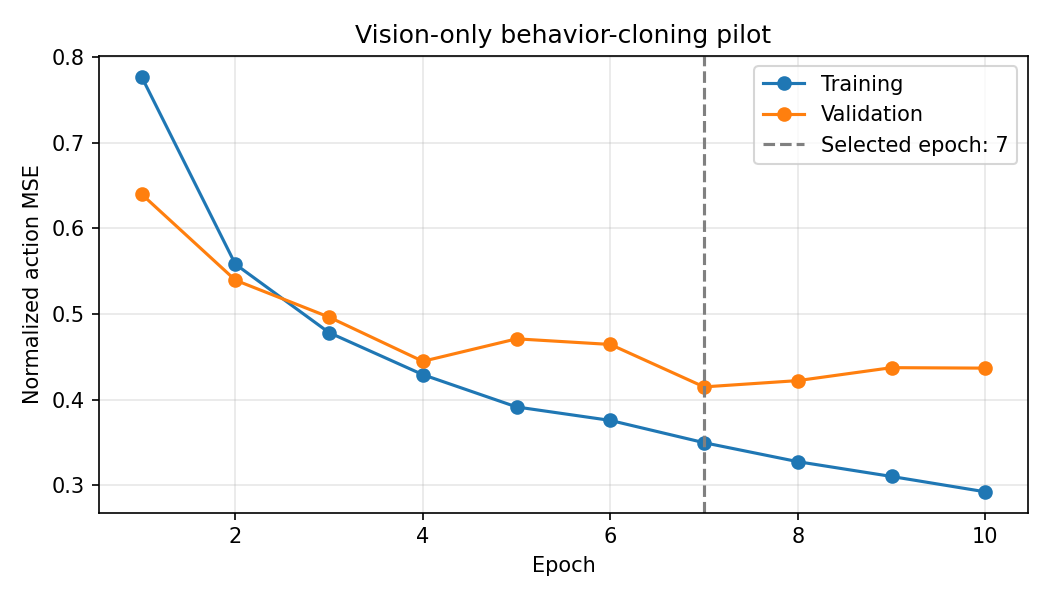 Vision-only behavior-cloning pilot
Training
Validation
Selected epoch: 7
Normalized action MSE
0.8
0.7
0.6
0.5
0.4
0.3
2 4 6 8 10
Epoch